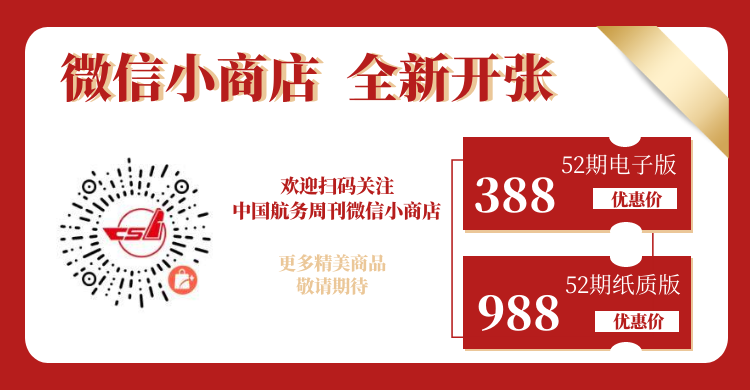 微信小商店 全新开张
欢迎扫码关注
中国航务周刊微信小商店
更多精美商品
敬请期待
CSW
388
52期电子版
优惠价
988
52期纸质版
优惠价